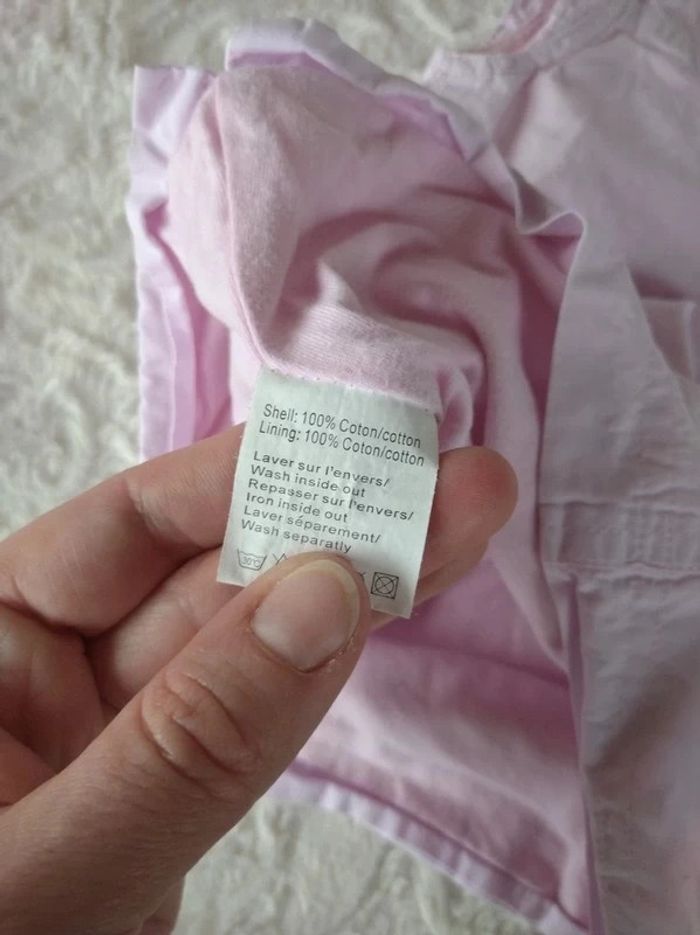 Shell: 100% Coton/cotton
Lining: 100% Coton/cotton
Laver sur l'envers/
Wash inside out
Repasser sur l'envers/
Iron inside out
Laver séparement/
Wash separatly
30°C